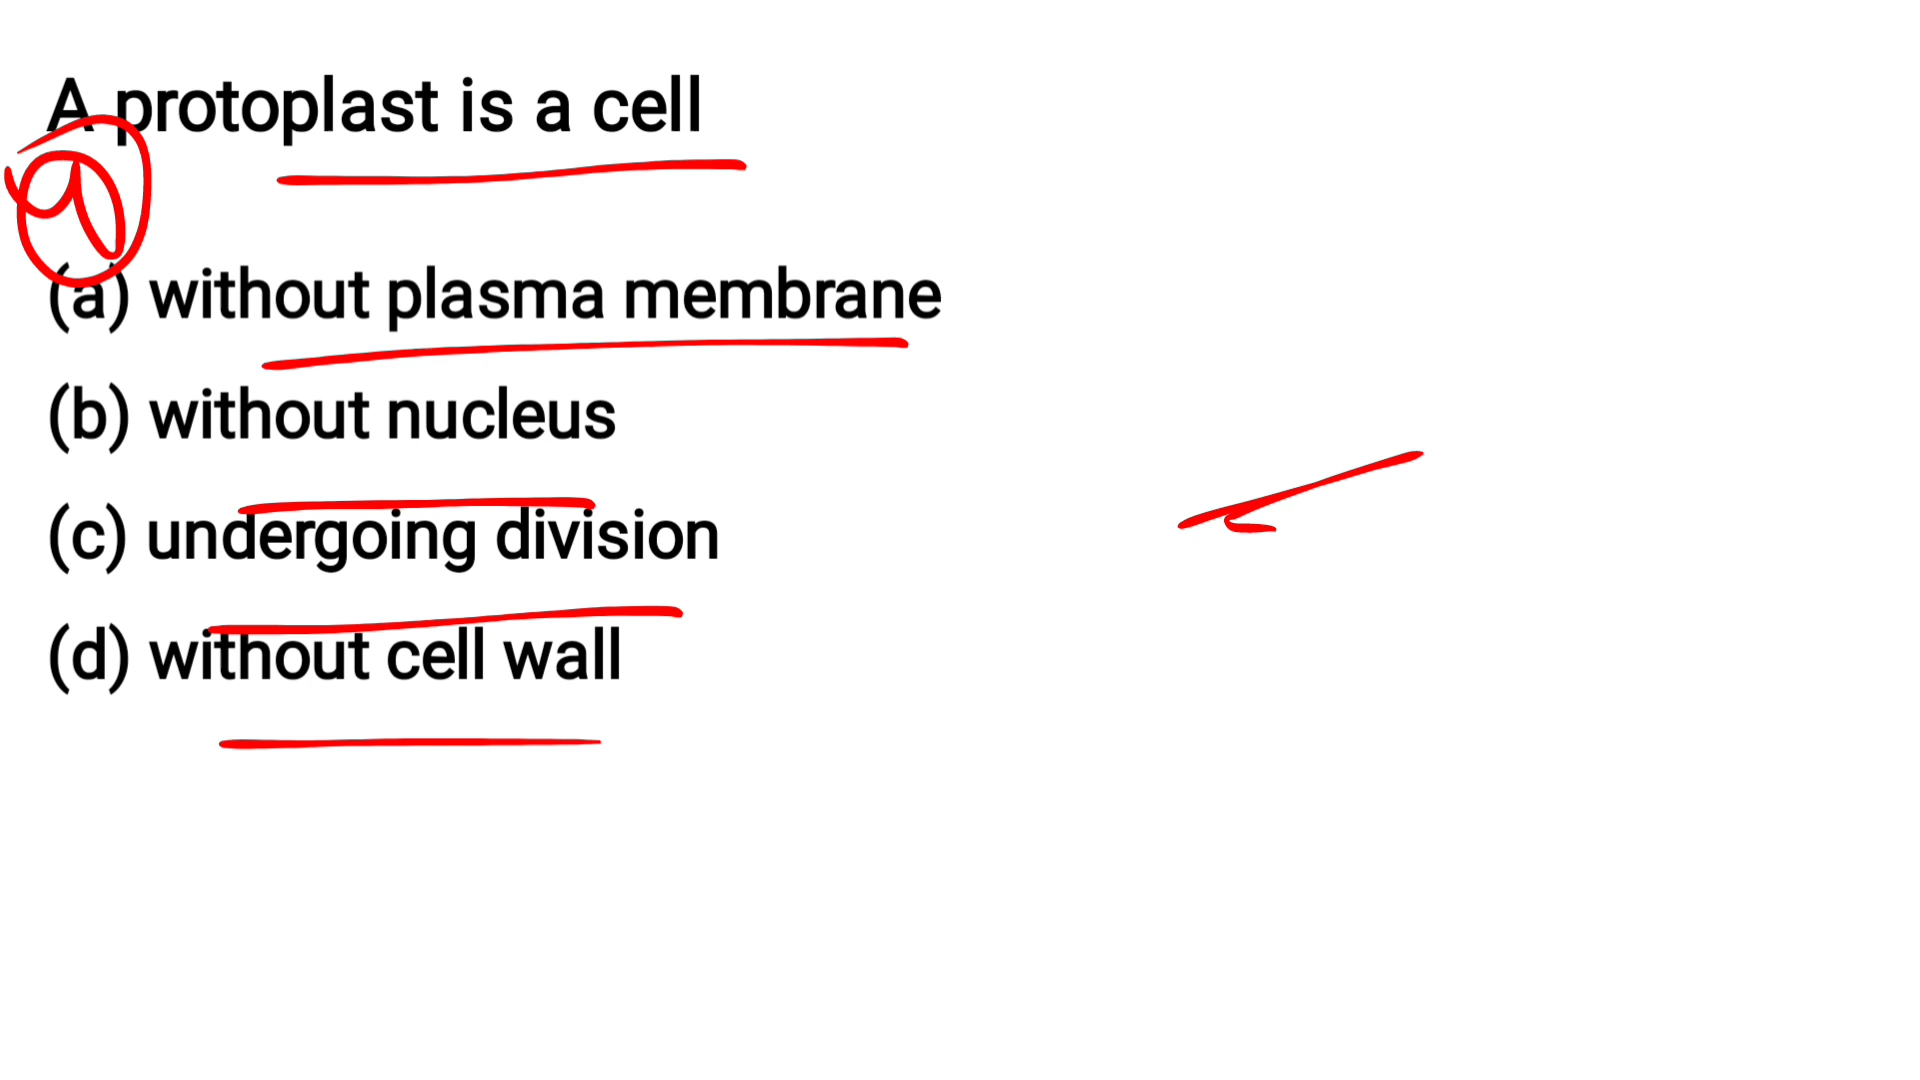 A protoplast is a cell
(a) without plasma membrane
(b) without nucleus
(c) undergoing division
(d) without cell wall